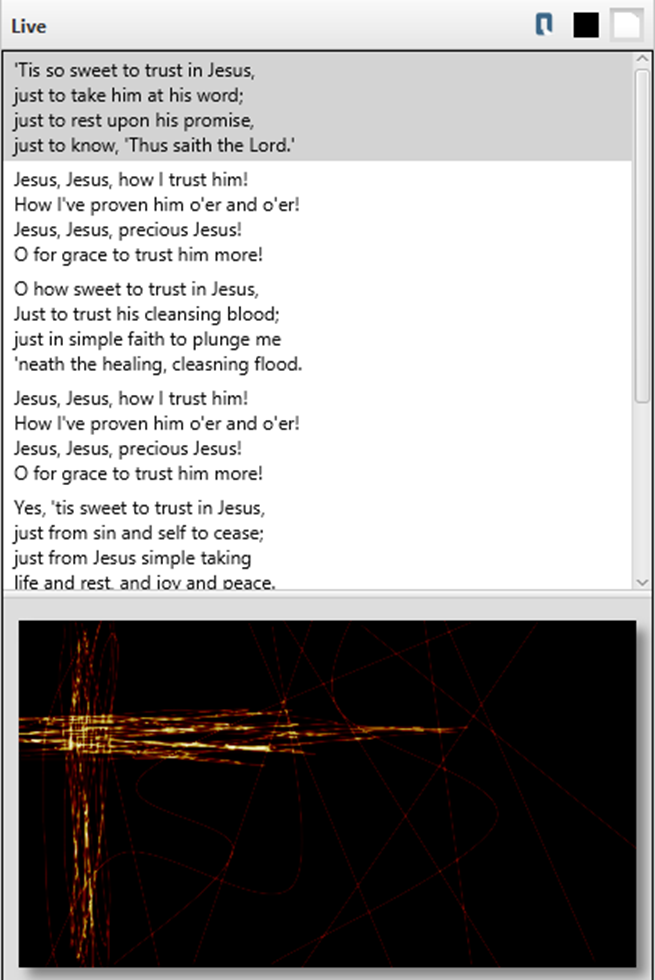 Live
'Tis so sweet to trust in Jesus,
just to take him at his word;
just to rest upon his promise,
just to know, 'Thus saith the Lord.'
Jesus, Jesus, how I trust him!
How I've proven him o'er and o'er!
Jesus, Jesus, precious Jesus!
O for grace to trust him more!
O how sweet to trust in Jesus,
Just to trust his cleansing blood;
just in simple faith to plunge me
'neath the healing, cleasning flood.
Jesus, Jesus, how I trust him!
How I've proven him o'er and o'er!
Jesus, Jesus, precious Jesus!
O for grace to trust him more!
Yes, 'tis sweet to trust in Jesus,
just from sin and self to cease;
just from Jesus simple taking
life and rest, and joy and peace.